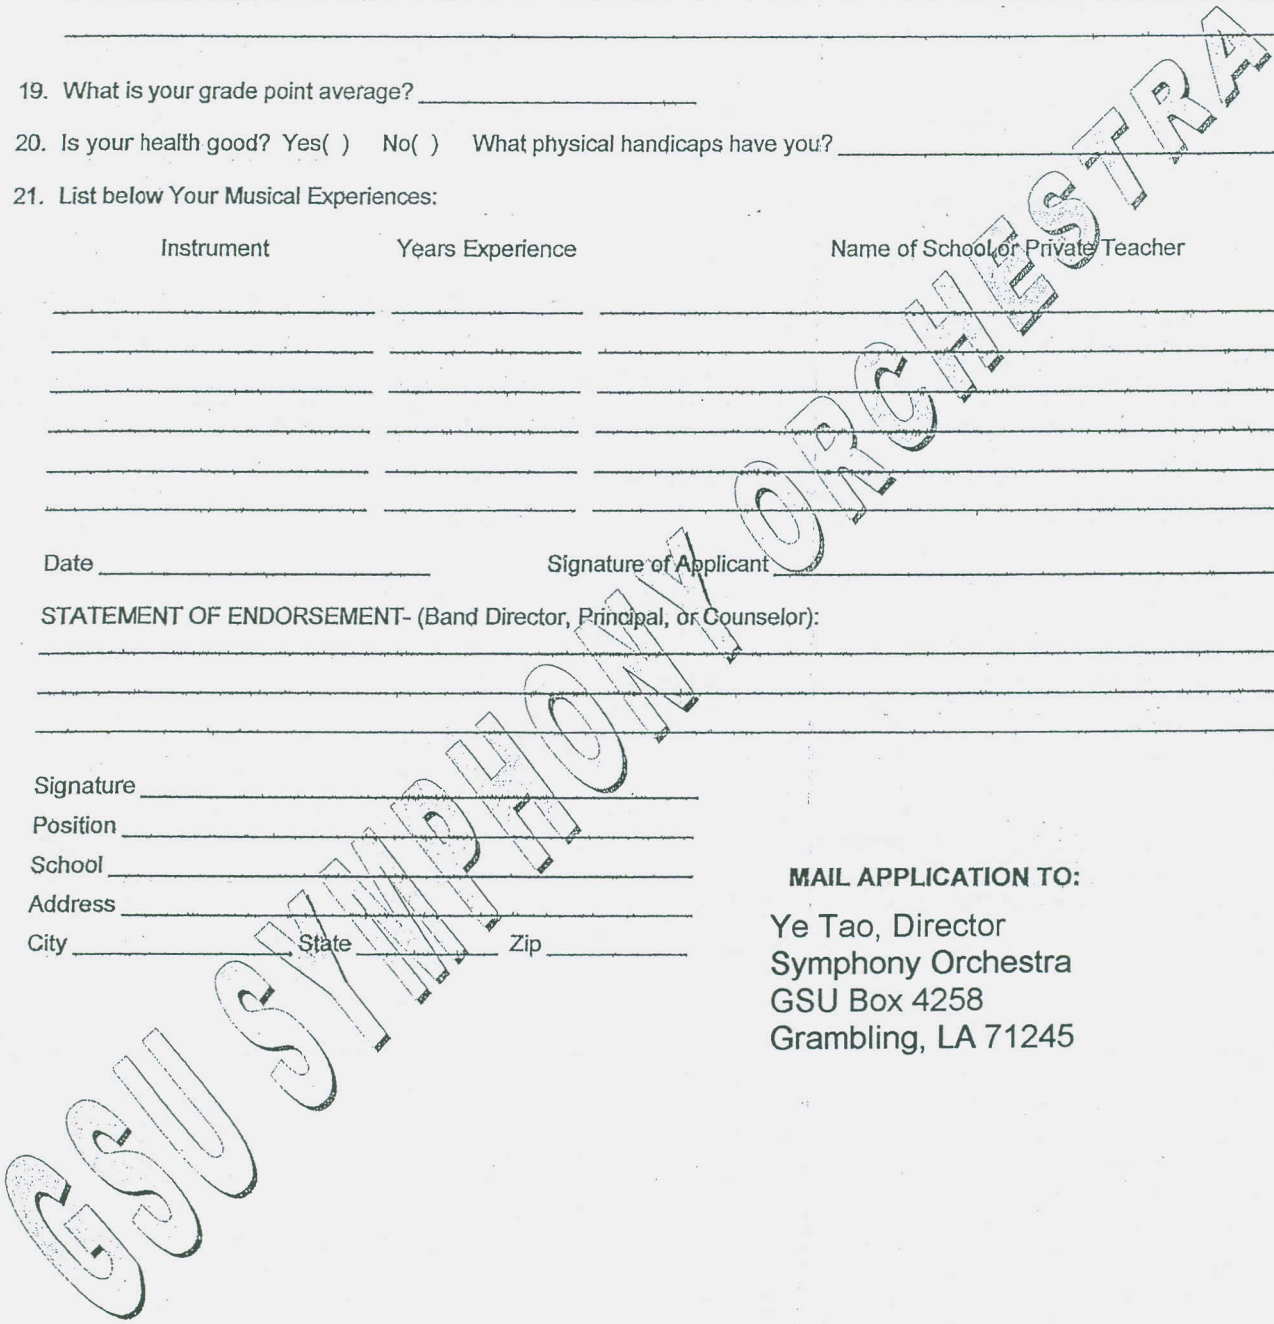 19. What is your grade point average?
20. Is your health good? Yes( ) No( ) What physical handicaps have you?
21. List below Your Musical Experiences:
Instrument Years Experience Name of School or Private Teacher
Date Signature of Applicant
STATEMENT OF ENDORSEMENT- (Band Director, Principal, or Counselor):
Signature
Position
School
Address
City State Zip
MAIL APPLICATION TO:
Ye Tao, Director
Symphony Orchestra
GSU Box 4258
Grambling, LA 71245
GSU SYMPHONY ORCHESTRA